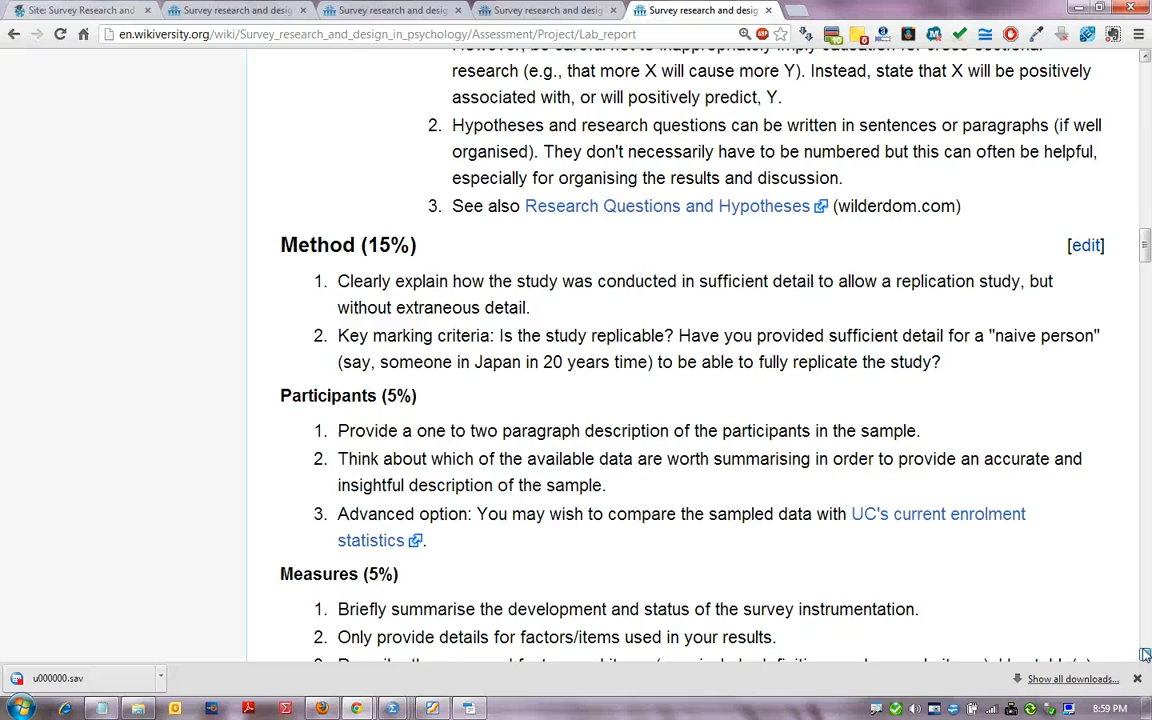 Site: Survey Research and
Survey research and desig
Survey research and desig
Survey research and desig
Survey research and desig
en.wikiversity.org/wiki/Survey_research_and_design_in_psychology/Assessment/Project/Lab_report
research (e.g., that more X will cause more Y). Instead, state that X will be positively
associated with, or will positively predict, Y.
2. Hypotheses and research questions can be written in sentences or paragraphs (if well
organised). They don't necessarily have to be numbered but this can often be helpful,
especially for organising the results and discussion.
3. See also Research Questions and Hypotheses (wilderdom.com)
Method (15%) [edit]
1. Clearly explain how the study was conducted in sufficient detail to allow a replication study, but
without extraneous detail.
2. Key marking criteria: Is the study replicable? Have you provided sufficient detail for a "naive person"
(say, someone in Japan in 20 years time) to be able to fully replicate the study?
Participants (5%)
1. Provide a one to two paragraph description of the participants in the sample.
2. Think about which of the available data are worth summarising in order to provide an accurate and
insightful description of the sample.
3. Advanced option: You may wish to compare the sampled data with UC's current enrolment
statistics.
Measures (5%)
1. Briefly summarise the development and status of the survey instrumentation.
2. Only provide details for factors/items used in your results.
u000000.sav
Show all downloads...
8:59 PM